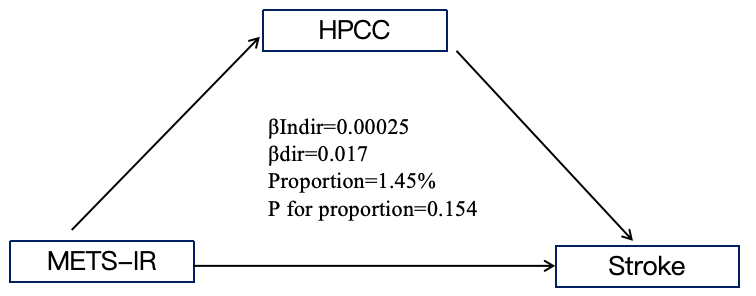 HPCC
βIndir=0.00025
βdir=0.017
Proportion=1.45%
P for proportion=0.154
METS-IR
Stroke